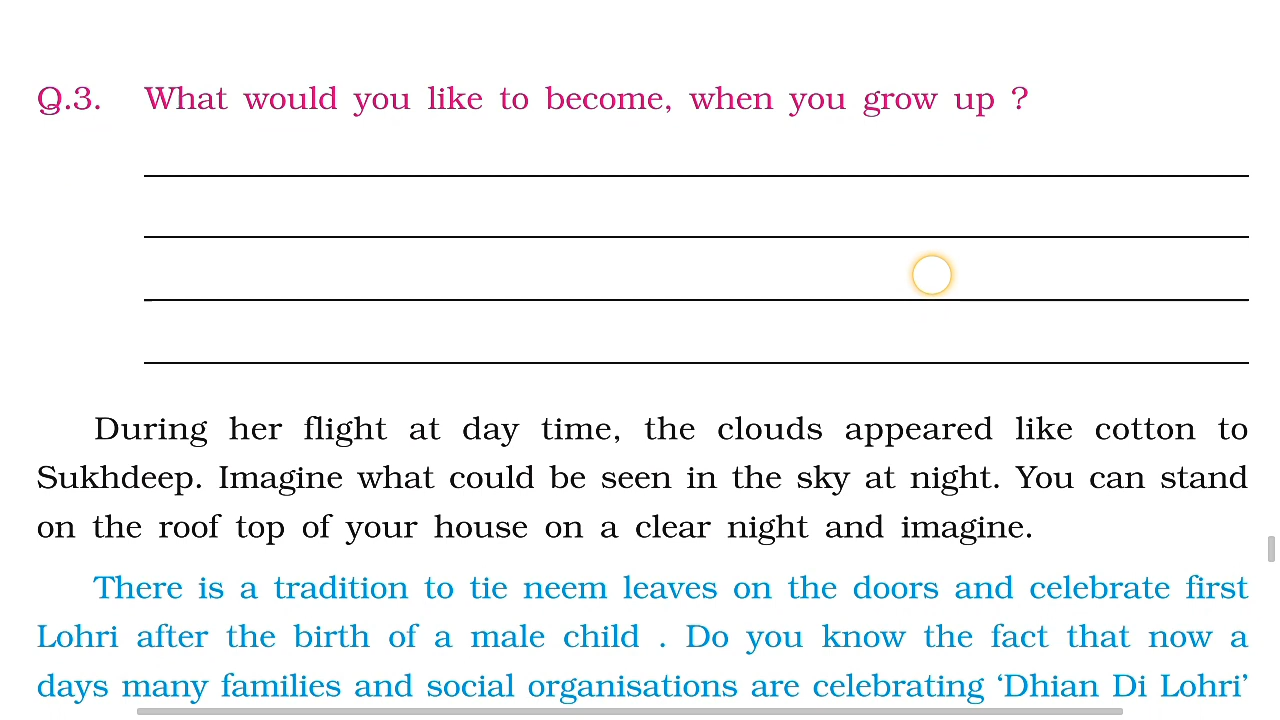 Q.3. What would you like to become, when you grow up ?
During her flight at day time, the clouds appeared like cotton to
Sukhdeep. Imagine what could be seen in the sky at night. You can stand
on the roof top of your house on a clear night and imagine.
There is a tradition to tie neem leaves on the doors and celebrate first
Lohri after the birth of a male child . Do you know the fact that now a
days many families and social organisations are celebrating ‘Dhian Di Lohri’